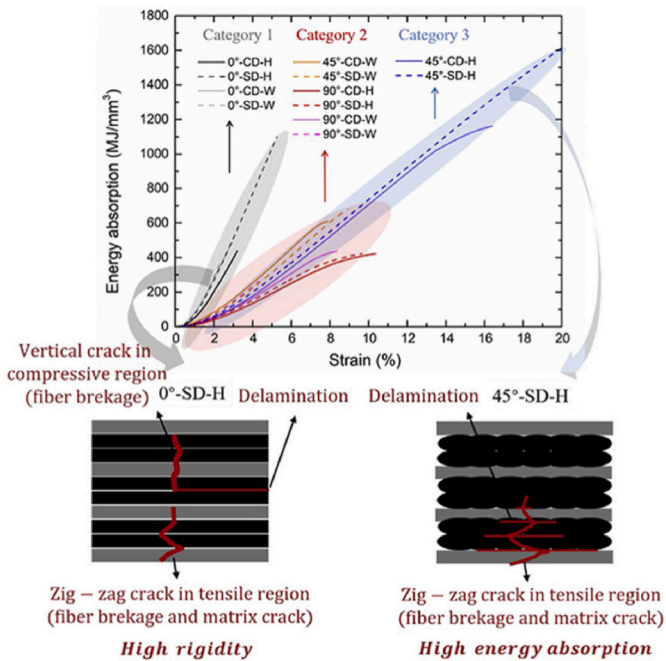 Category 1
Category 2
Category 3
0°-CD-H
0°-SD-H
0°-CD-W
0°-SD-W
45°-CD-W
45°-SD-W
90°-CD-H
90°-SD-H
90°-CD-W
90°-SD-W
45°-CD-H
45°-SD-H
Energy absorption (MJ/mm³)
1800
1600
1400
1200
1000
800
600
400
200
0
0 2 4 6 8 10 12 14 16 18 20
Strain (%)
Vertical crack in
compressive region
(fiber brekage)
0°-SD-H
Delamination
Delamination
45°-SD-H
Zig − zag crack in tensile region
(fiber brekage and matrix crack)
High rigidity
Zig − zag crack in tensile region
(fiber brekage and matrix crack)
High energy absorption